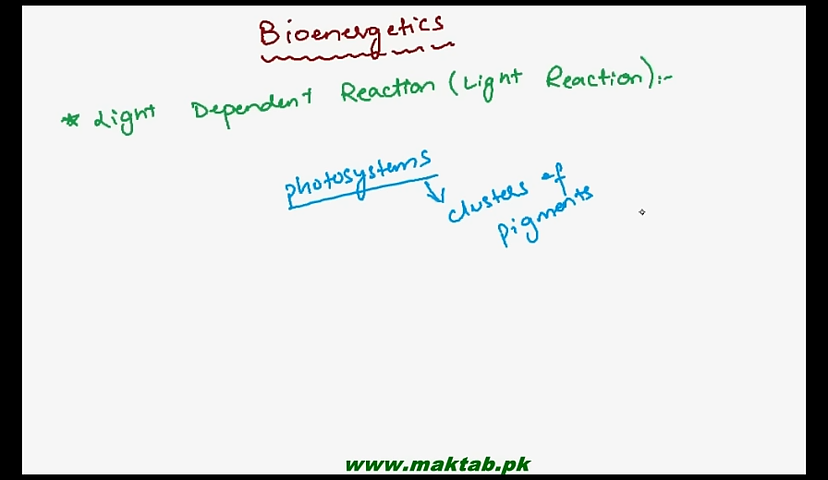 Bioenergetics
* Light Dependent Reaction (Light Reaction):-
photosystems
clusters of
pigments
www.maktab.pk